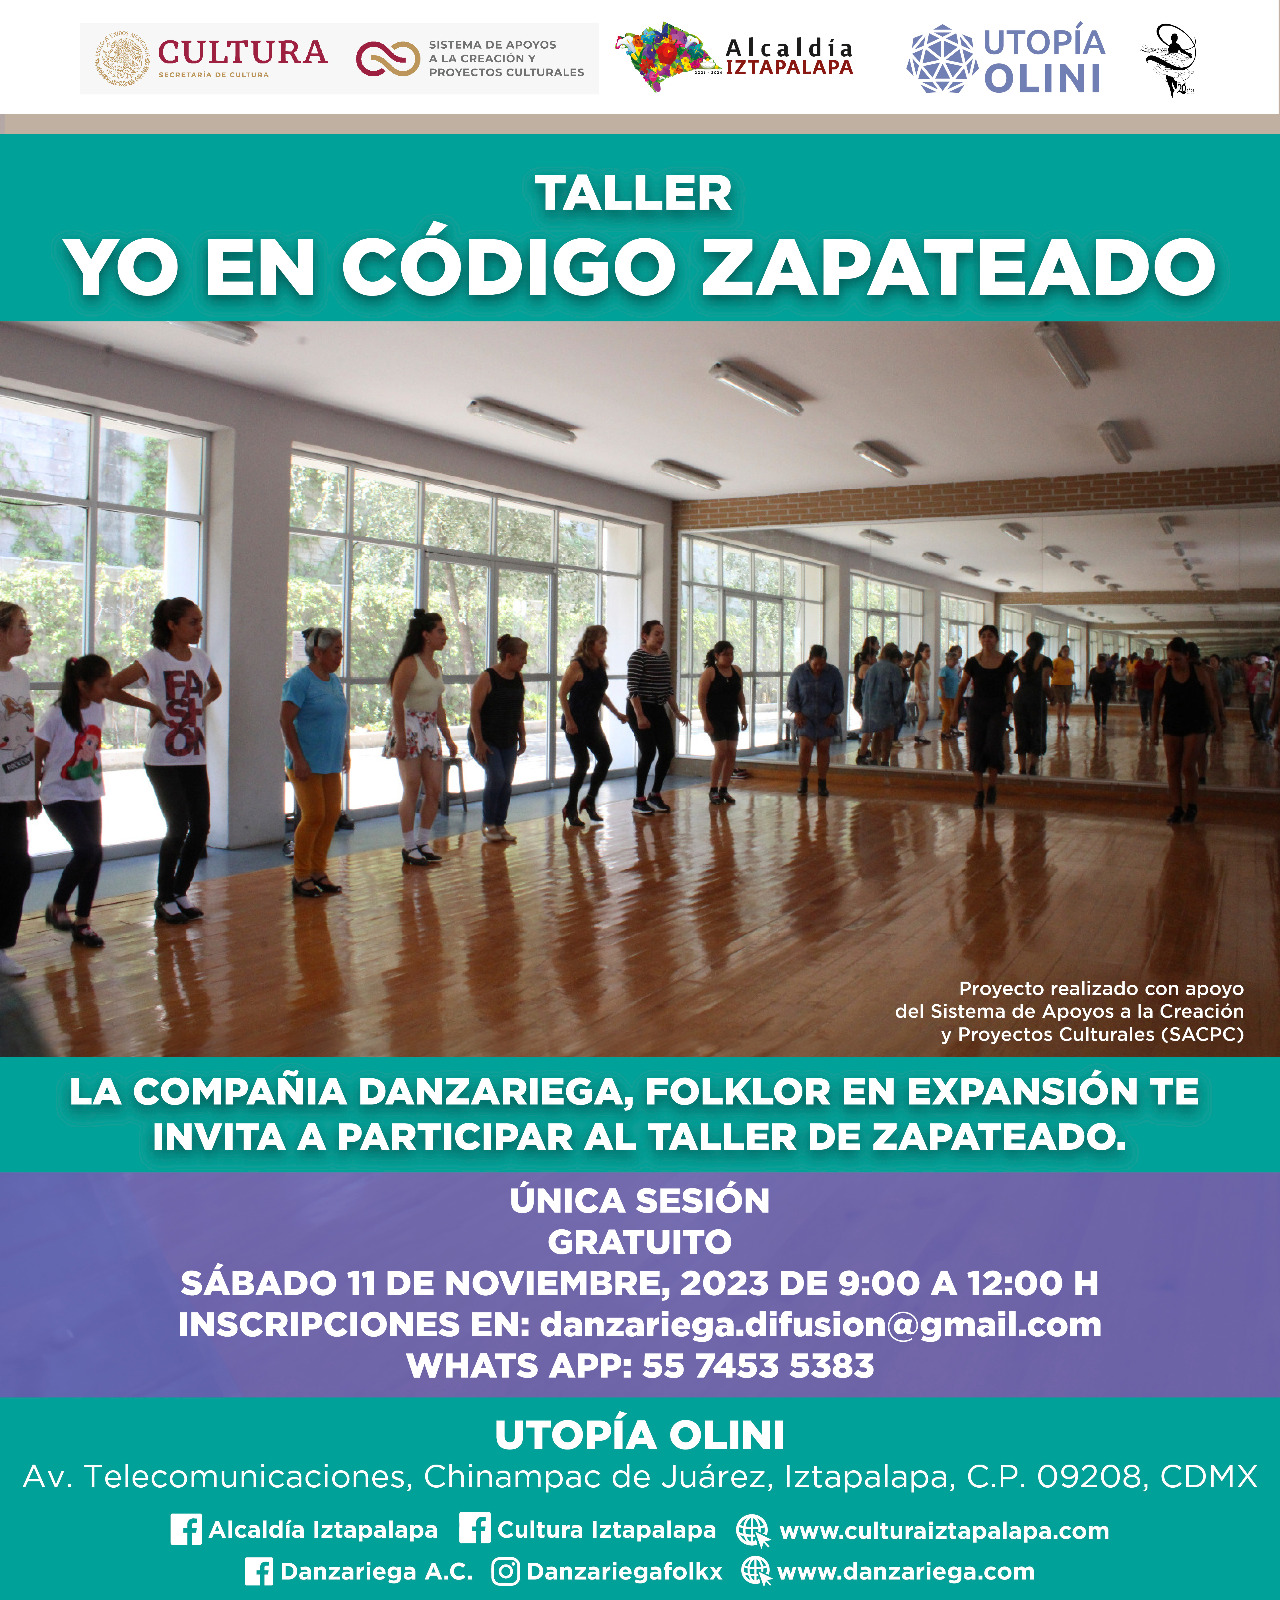 CULTURA
SECRETARÍA DE CULTURA
SISTEMA DE APOYOS
A LA CREACIÓN Y
PROYECTOS CULTURALES
Alcaldía
IZTAPALAPA
2021 - 2024
UTOPÍA
OLINI
TALLER
YO EN CÓDIGO ZAPATEADO
FA
SH
ON
Proyecto realizado con apoyo
del Sistema de Apoyos a la Creación
y Proyectos Culturales (SACPC)
LA COMPAÑIA DANZARIEGA, FOLKLOR EN EXPANSIÓN TE
INVITA A PARTICIPAR AL TALLER DE ZAPATEADO.
ÚNICA SESIÓN
GRATUITO
SÁBADO 11 DE NOVIEMBRE, 2023 DE 9:00 A 12:00 H
INSCRIPCIONES EN: danzariega.difusion@gmail.com
WHATS APP: 55 7453 5383
UTOPÍA OLINI
Av. Telecomunicaciones, Chinampac de Juárez, Iztapalapa, C.P. 09208, CDMX
Alcaldía Iztapalapa Cultura Iztapalapa www.culturaiztapalapa.com
Danzariega A.C. Danzariegafolkx www.danzariega.com